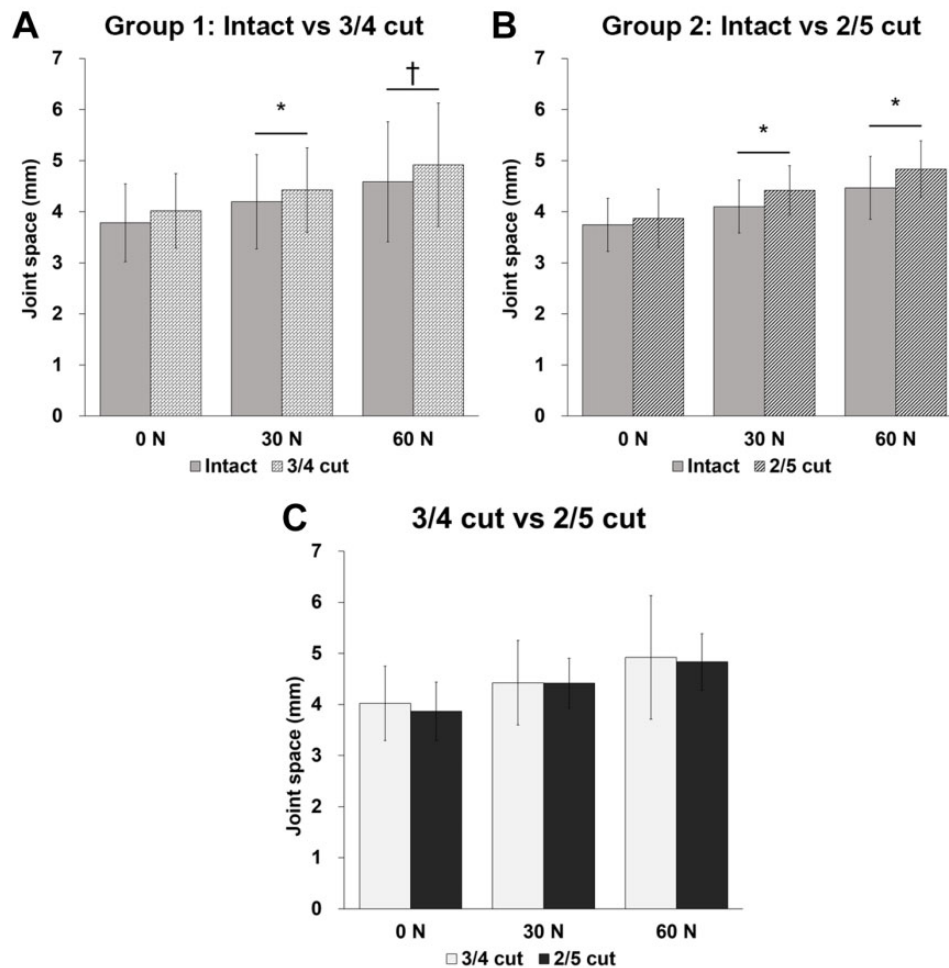 A Group 1: Intact vs 3/4 cut
Joint space (mm)
7
6
5
4
3
2
1
0
*
†
0 N 30 N 60 N
Intact 3/4 cut
B Group 2: Intact vs 2/5 cut
Joint space (mm)
7
6
5
4
3
2
1
0
*
*
0 N 30 N 60 N
Intact 2/5 cut
C 3/4 cut vs 2/5 cut
Joint space (mm)
7
6
5
4
3
2
1
0
0 N 30 N 60 N
3/4 cut 2/5 cut